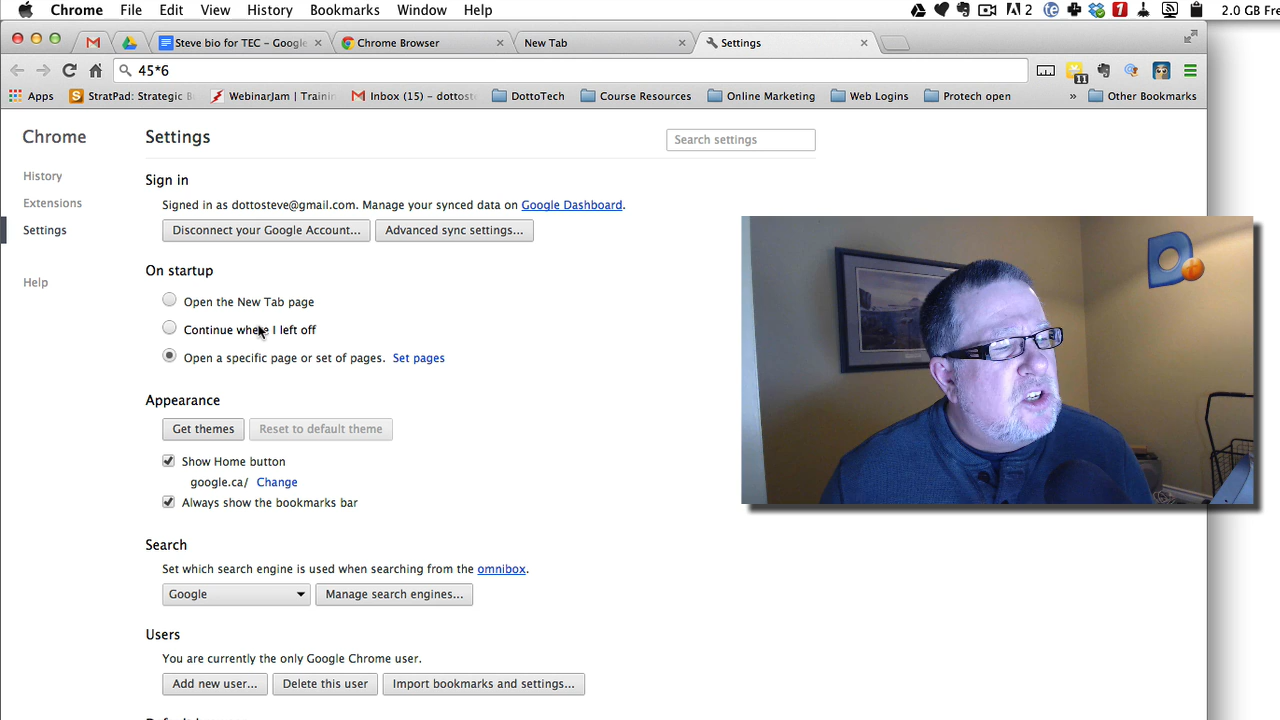 Chrome File Edit View History Bookmarks Window Help 2 1 2.0 GB Fre
Steve bio for TEC – Google Chrome Browser New Tab Settings
45*6 11
Apps StratPad: Strategic B WebinarJam | Trainin Inbox (15) – dottost DottoTech Course Resources Online Marketing Web Logins Protech open » Other Bookmarks
Chrome Settings Search settings
History
Extensions
Settings
Help
Sign in
Signed in as dottosteve@gmail.com. Manage your synced data on Google Dashboard.
Disconnect your Google Account... Advanced sync settings...
On startup
Open the New Tab page
Continue where I left off
Open a specific page or set of pages. Set pages
Appearance
Get themes Reset to default theme
Show Home button
google.ca/ Change
Always show the bookmarks bar
Search
Set which search engine is used when searching from the omnibox.
Google Manage search engines...
Users
You are currently the only Google Chrome user.
Add new user... Delete this user Import bookmarks and settings...